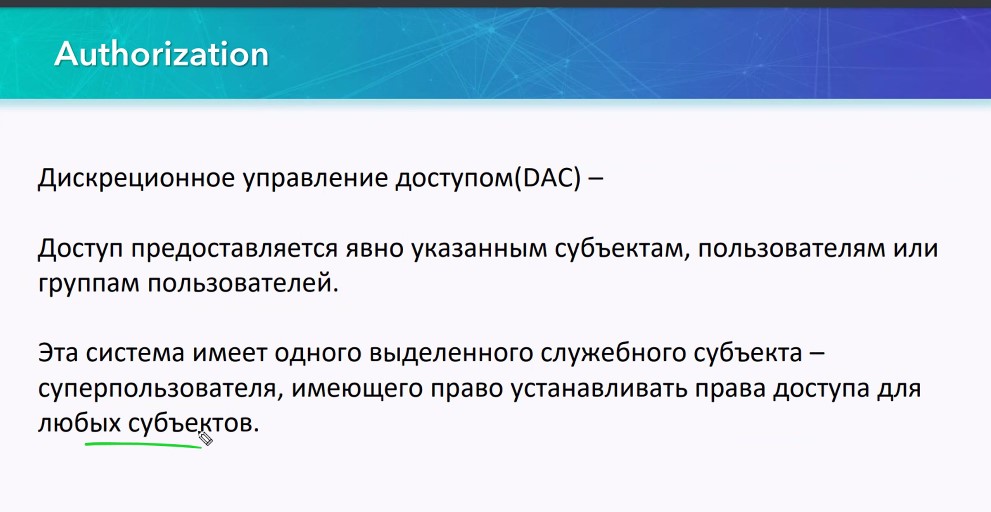 Authorization
Дискреционное управление доступом(DAC) –
Доступ предоставляется явно указанным субъектам, пользователям или
группам пользователей.
Эта система имеет одного выделенного служебного субъекта –
суперпользователя, имеющего право устанавливать права доступа для
любых субъектов.